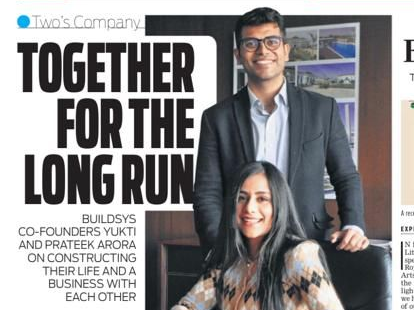 Two's Company
TOGETHER
FOR THE
LONG RUN
BUILDSYS
CO-FOUNDERS YUKTI
AND PRATEEK ARORA
ON CONSTRUCTING
THEIR LIFE AND A
BUSINESS WITH
EACH OTHER